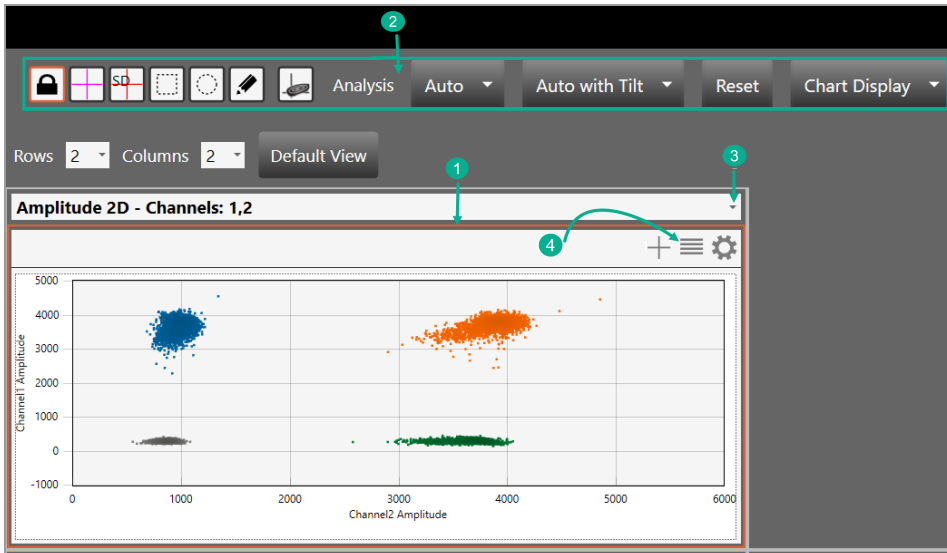 2
SD
Analysis Auto Auto with Tilt Reset Chart Display
Rows 2 Columns 2 Default View
1
3
Amplitude 2D - Channels: 1,2
4
5000
4000
3000
2000
1000
0
-1000
Channel1 Amplitude
0 1000 2000 3000 4000 5000 6000
Channel2 Amplitude